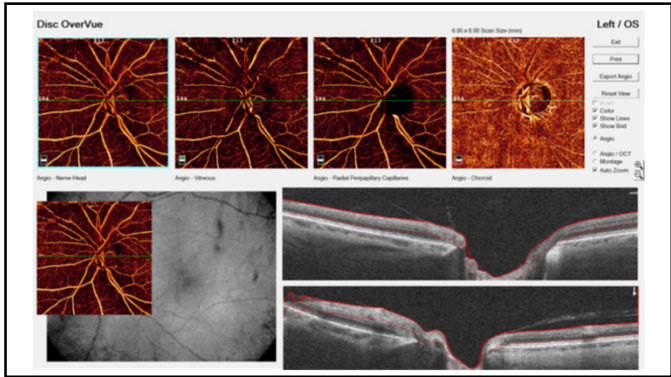 Disc OverVue
Left / OS
6.00 x 6.00 Scan Size (mm)
Exit
Print
Export Angio
Reset View
Invert
Color
Show Lines
Show Bnd
Angio
Angio / OCT
Montage
Auto Zoom
Angio - Nerve Head
Angio - Vitreous
Angio - Radial Peripapillary Capillaries
Angio - Choroid